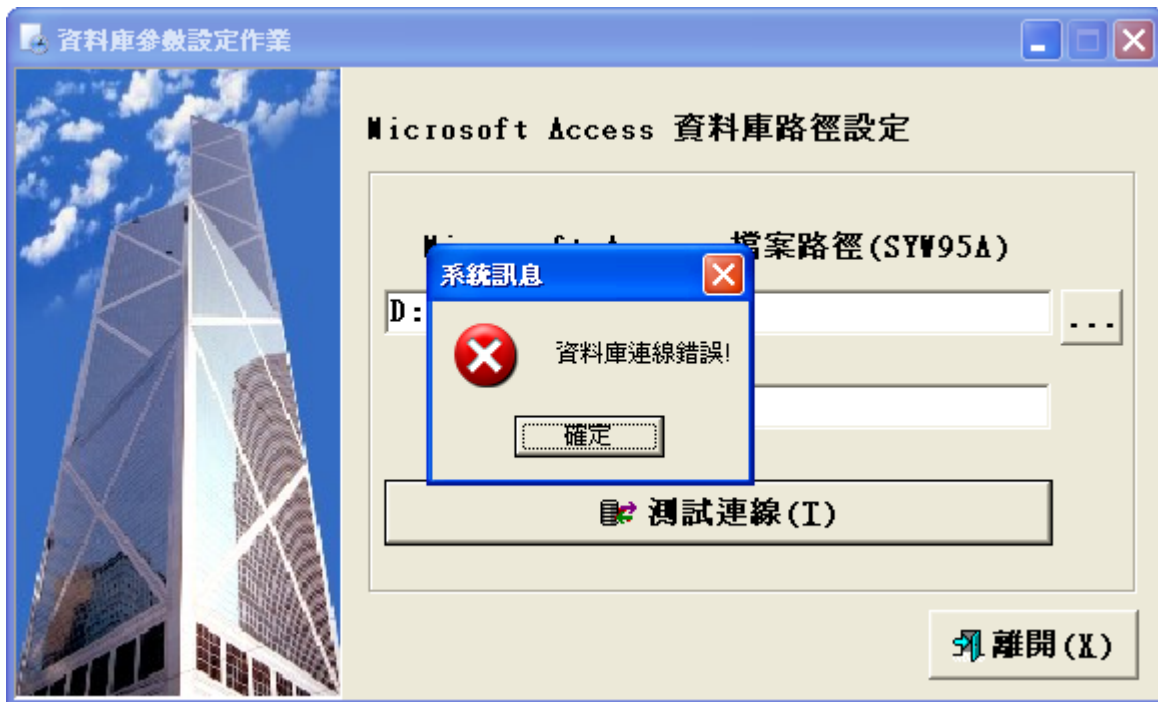 資料庫參數設定作業
Microsoft Access 資料庫路徑設定
檔案路徑(SYW95A)
D:
...
系統訊息
資料庫連線錯誤!
確定
測試連線(T)
離開(X)